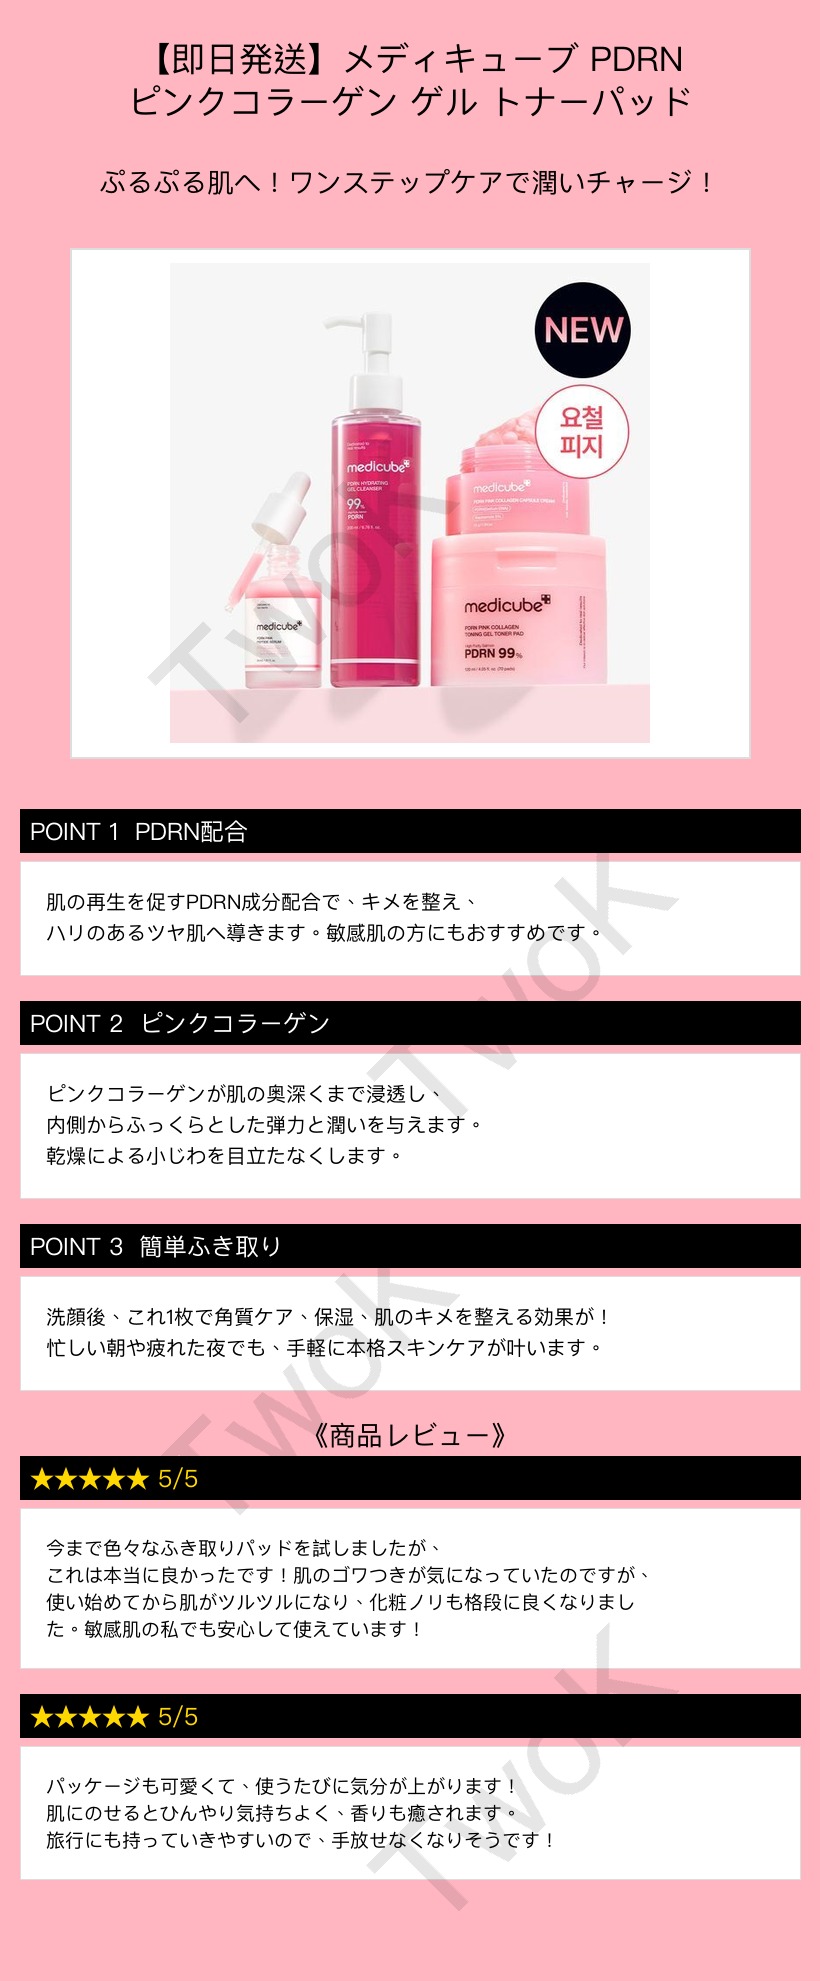 【即日発送】メディキューブ PDRN
ピンクコラーゲン ゲル トナーパッド
ぷるぷる肌へ！ワンステップケアで潤いチャージ！
NEW
요철
피지
medicube
PDRN HYDRATING
GEL CLEANSER
99%
PDRN
medicube
PDRN PINK COLLAGEN CAPSULE CREAM
medicube
PDRN PINK
PEPTIDE SERUM
medicube
PDRN PINK COLLAGEN
TONING GEL TONER PAD
PDRN 99%
TwoK
POINT 1 PDRN配合
肌の再生を促すPDRN成分配合で、キメを整え、
ハリのあるツヤ肌へ導きます。敏感肌の方にもおすすめです。
TwoK
POINT 2 ピンクコラーゲン
ピンクコラーゲンが肌の奥深くまで浸透し、
内側からふっくらとした弾力と潤いを与えます。
乾燥による小じわを目立たなくします。
POINT 3 簡単ふき取り
洗顔後、これ1枚で角質ケア、保湿、肌のキメを整える効果が！
忙しい朝や疲れた夜でも、手軽に本格スキンケアが叶います。
TwoK
《商品レビュー》
★★★★★ 5/5
今まで色々なふき取りパッドを試しましたが、
これは本当に良かったです！肌のゴワつきが気になっていたのですが、
使い始めてから肌がツルツルになり、化粧ノリも格段に良くなりまし
た。敏感肌の私でも安心して使えています！
★★★★★ 5/5
パッケージも可愛くて、使うたびに気分が上がります！
肌にのせるとひんやり気持ちよく、香りも癒されます。
旅行にも持っていきやすいので、手放せなくなりそうです！
TwoK